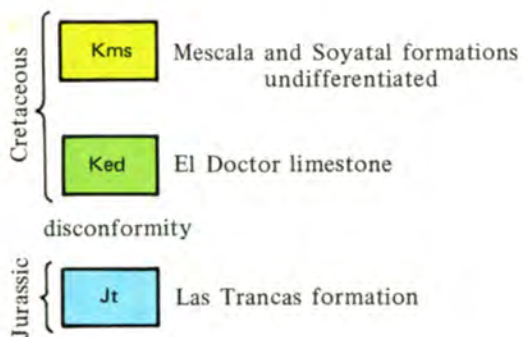 Cretaceous
Kms
Mescala and Soyatal formations
undifferentiated
Ked
El Doctor limestone
disconformity
Jurassic
Jt
Las Trancas formation